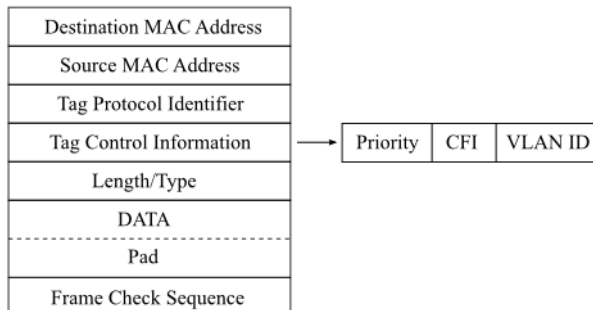 Destination MAC Address
Source MAC Address
Tag Protocol Identifier
Tag Control Information
Priority CFI VLAN ID
Length/Type
DATA
Pad
Frame Check Sequence